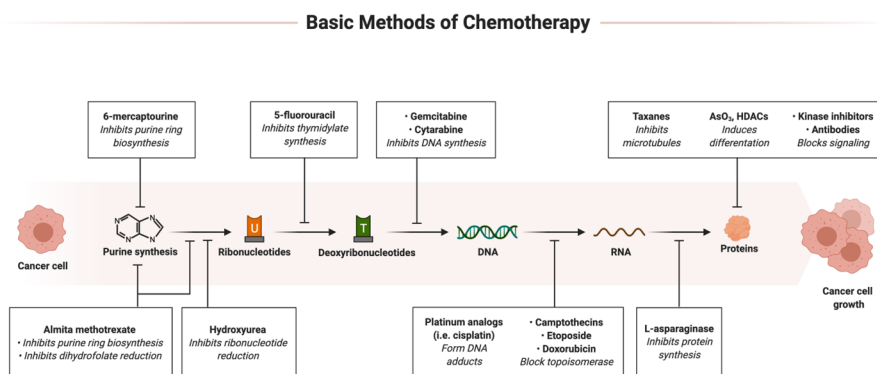 Basic Methods of Chemotherapy
6-mercaptourine
Inhibits purine ring
biosynthesis
5-fluorouracil
Inhibits thymidylate
synthesis
• Gemcitabine
• Cytarabine
Inhibits DNA synthesis
Taxanes
Inhibits
microtubules
AsO₃, HDACs
Induces
differentation
• Kinase inhibitors
• Antibodies
Blocks signaling
Cancer cell
N
N
N
N
H
Purine synthesis
U
Ribonucleotides
T
Deoxyribonucleotides
DNA
RNA
Proteins
Cancer cell
growth
Almita methotrexate
• Inhibits purine ring biosynthesis
• Inhibits dihydrofolate reduction
Hydroxyurea
Inhibits ribonucleotide
reduction
Platinum analogs
(i.e. cisplatin)
Form DNA
adducts
• Camptothecins
• Etoposide
• Doxorubicin
Block topoisomerase
L-asparaginase
Inhibits protein
synthesis